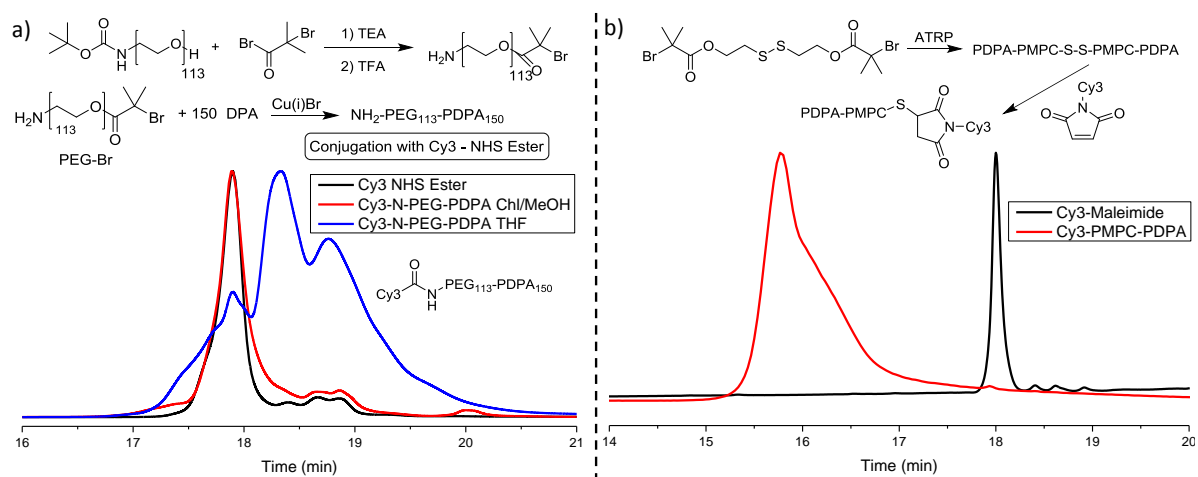 a)
O
O
N
H
O
H
113
+
Br
Br
O
1) TEA
2) TFA
H2N
O
113
O
Br
H2N
O
113
O
Br
+ 150 DPA
Cu(i)Br
NH2-PEG113-PDPA150
PEG-Br
Conjugation with Cy3 - NHS Ester
Cy3 NHS Ester
Cy3-N-PEG-PDPA Chl/MeOH
Cy3-N-PEG-PDPA THF
O
Cy3
N
H
PEG113-PDPA150
16 17 18 19 20 21
Time (min)
b)
Br
O
O
S
S
O
O
Br
ATRP
PDPA-PMPC-S-S-PMPC-PDPA
PDPA-PMPC
S
O
N
Cy3
O
Cy3
N
O
O
Cy3-Maleimide
Cy3-PMPC-PDPA
14 15 16 17 18 19 20
Time (min)